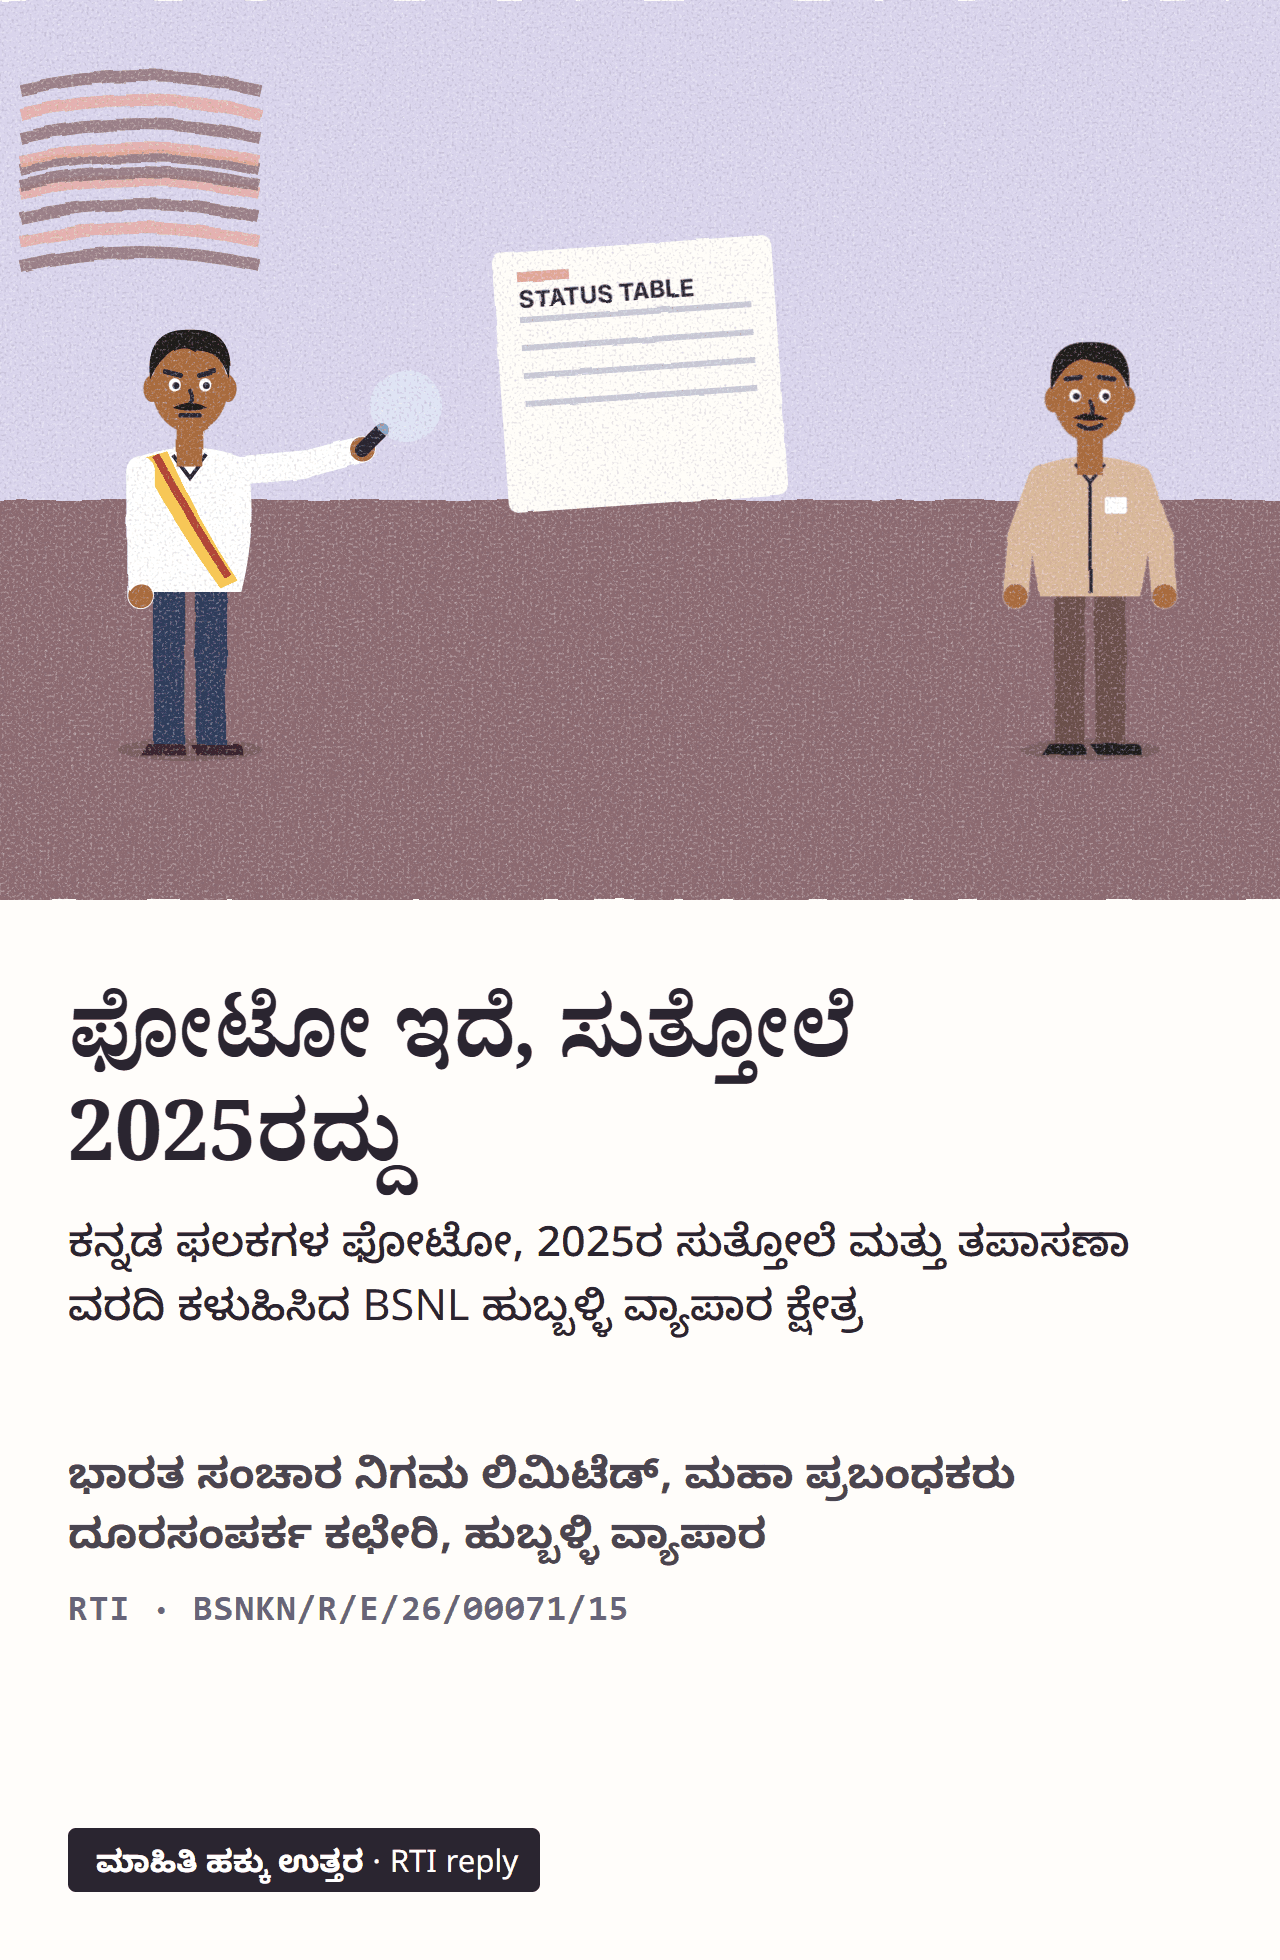 STATUS TABLE
ಫೋಟೋ ಇದೆ, ಸುತ್ತೋಲೆ
2025ರದ್ದು
ಕನ್ನಡ ಫಲಕಗಳ ಫೋಟೋ, 2025ರ ಸುತ್ತೋಲೆ ಮತ್ತು ತಪಾಸಣಾ
ವರದಿ ಕಳುಹಿಸಿದ BSNL ಹುಬ್ಬಳ್ಳಿ ವ್ಯಾಪಾರ ಕ್ಷೇತ್ರ
ಭಾರತ ಸಂಚಾರ ನಿಗಮ ಲಿಮಿಟೆಡ್, ಮಹಾ ಪ್ರಬಂಧಕರು
ದೂರಸಂಪರ್ಕ ಕಛೇರಿ, ಹುಬ್ಬಳ್ಳಿ ವ್ಯಾಪಾರ
RTI · BSNKN/R/E/26/00071/15
ಮಾಹಿತಿ ಹಕ್ಕು ಉತ್ತರ · RTI reply